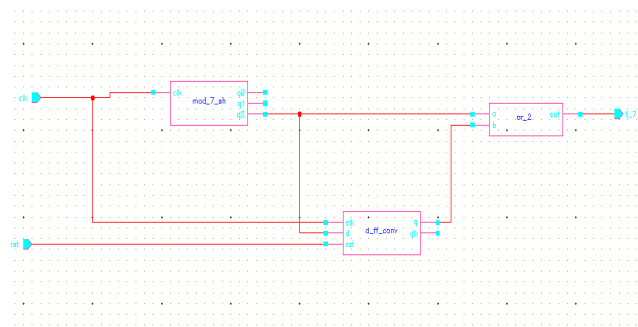 clk
clk
mod_7_sh
q0
q1
q2
a
or_2
out
b
f_7
clk
d
rst
d_ff_conv
q
qb
rst